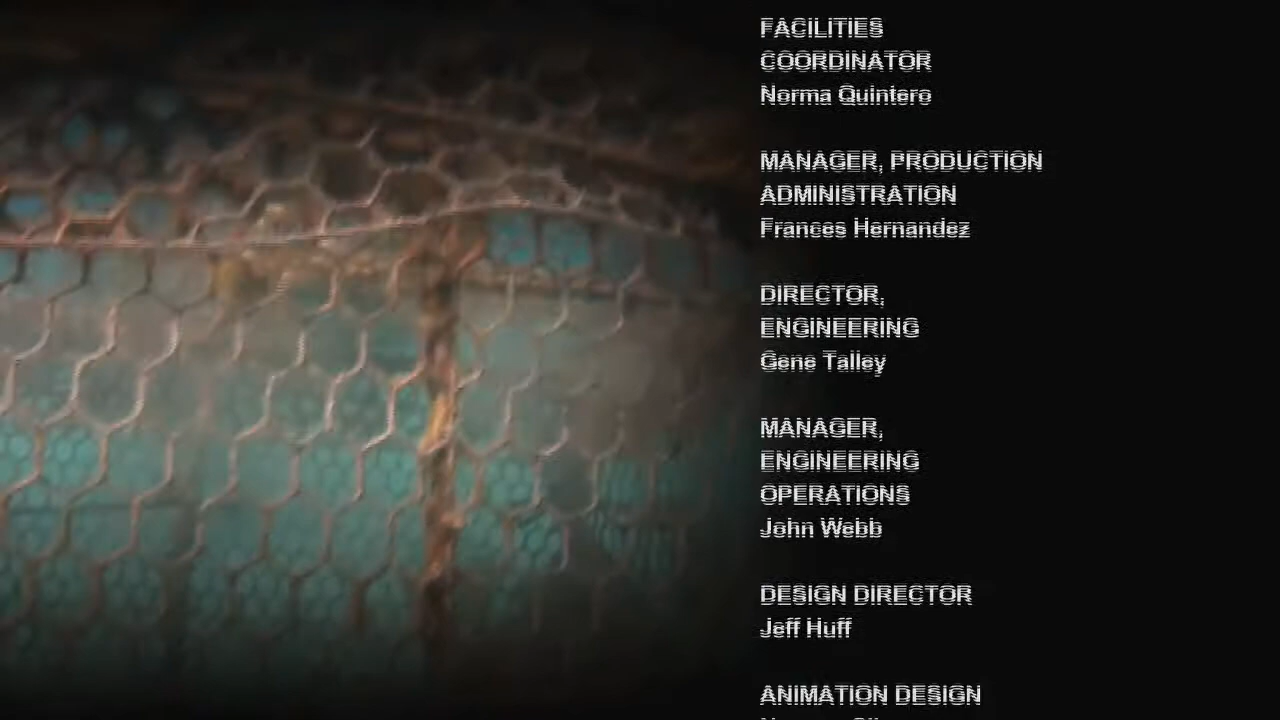 FACILITIES
COORDINATOR
Norma Quintero
MANAGER, PRODUCTION
ADMINISTRATION
Frances Hernandez
DIRECTOR,
ENGINEERING
Gene Talley
MANAGER,
ENGINEERING
OPERATIONS
John Webb
DESIGN DIRECTOR
Jeff Huff
ANIMATION DESIGN